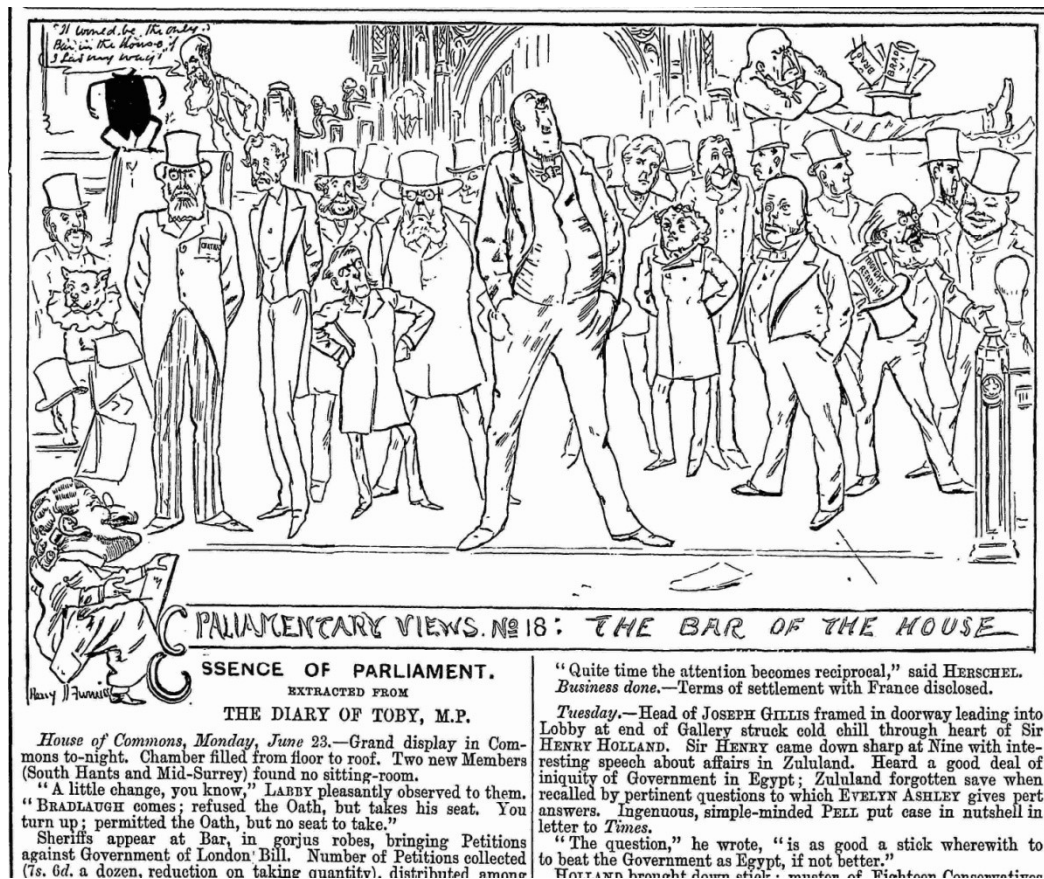 "It would be the only
Bar in the House if
I had my way!"
BRAD
BRAD
VI
THOUGHT
READING
PALIAMENTARY VIEWS. No 18: THE BAR OF THE HOUSE
Harry Furniss
ESSENCE OF PARLIAMENT.
EXTRACTED FROM
THE DIARY OF TOBY, M.P.
House of Commons, Monday, June 23.—Grand display in Com-
mons to-night. Chamber filled from floor to roof. Two new Members
(South Hants and Mid-Surrey) found no sitting-room.
"A little change, you know," LABBY pleasantly observed to them.
"BRADLAUGH comes; refused the Oath, but takes his seat. You
turn up; permitted the Oath, but no seat to take."
Sheriffs appear at Bar, in gorjus robes, bringing Petitions
against Government of London Bill. Number of Petitions collected
(7s. 6d. a dozen, reduction on taking quantity), distributed among
"Quite time the attention becomes reciprocal," said HERSCHEL.
Business done.—Terms of settlement with France disclosed.
Tuesday.—Head of JOSEPH GILLIS framed in doorway leading into
Lobby at end of Gallery struck cold chill through heart of Sir
HENRY HOLLAND. Sir HENRY came down sharp at Nine with inte-
resting speech about affairs in Zululand. Heard a good deal of
iniquity of Government in Egypt; Zululand forgotten save when
recalled by pertinent questions to which EVELYN ASHLEY gives pert
answers. Ingenuous, simple-minded PELL put case in nutshell in
letter to Times.
"The question," he wrote, "is as good a stick wherewith to
to beat the Government as Egypt, if not better."
HOLLAND brought down stick; muster of Eighteen Conservatives